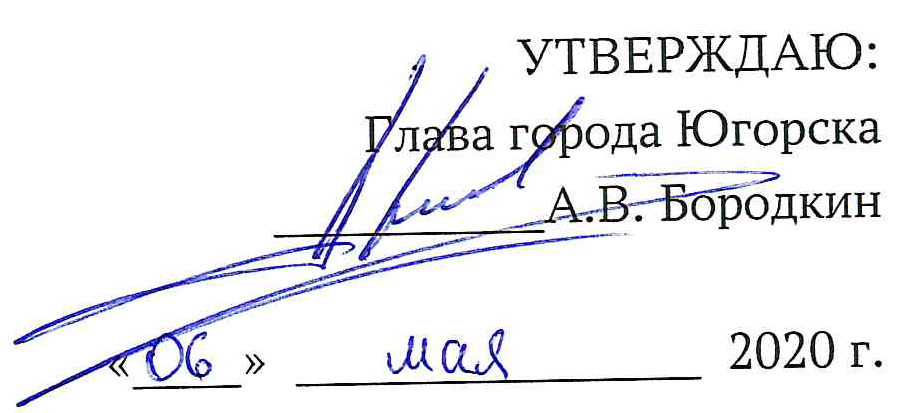 УТВЕРЖДАЮ:
Глава города Югорска
А.В. Бородкин
«06» мая 2020 г.